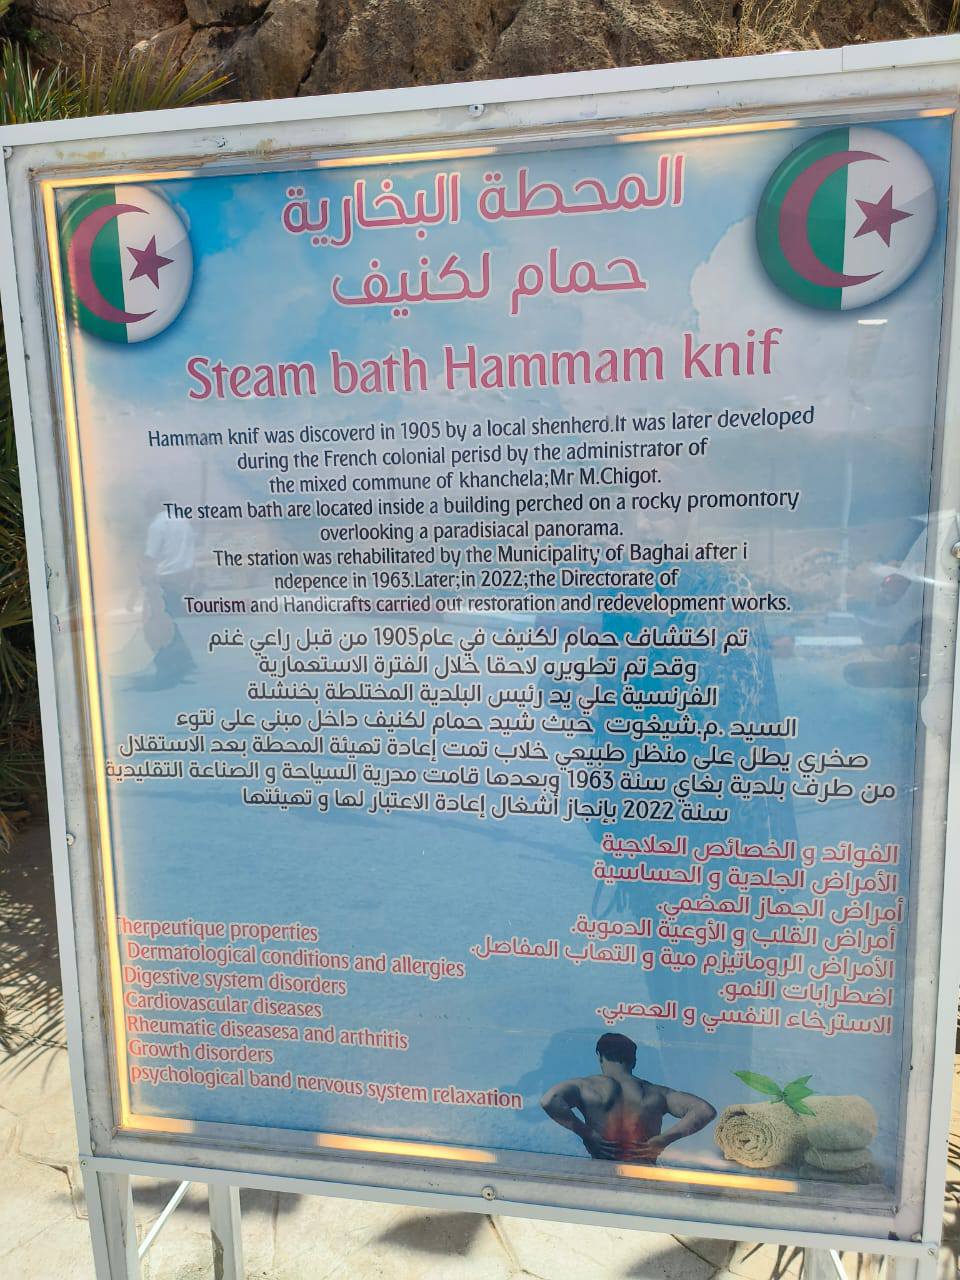 المحطة البخارية
حمام لكنيف
Steam bath Hammam knif
Hammam knif was discoverd in 1905 by a local shenherd.It was later developed
during the French colonial perisd by the administrator of
the mixed commune of khanchela;Mr M.Chigot.
The steam bath are located inside a building perched on a rocky promontory
overlooking a paradisiacal panorama.
The station was rehabilitated by the Municipality of Baghai after i
ndepence in 1963.Later;in 2022;the Directorate of
Tourism and Handicrafts carried out restoration and redevelopment works.
تم اكتشاف حمام لكنيف في عام1905 من قبل راعي غنم
وقد تم تطويره لاحقا خلال الفترة الاستعمارية
الفرنسية علي يد رئيس البلدية المختلطة بخنشلة
السيد .م.شيغوت  حيث شيد حمام لكنيف داخل مبنى على نتوء
صخري يطل على منظر طبيعي خلاب تمت إعادة تهيئة المحطة بعد الاستقلال
من طرف بلدية بغاي سنة 1963 وبعدها قامت مدرية السياحة و الصناعة التقليدية
سنة 2022 بإنجاز أشغال إعادة الاعتبار لها و تهيئتها
الفوائد و الخصائص العلاجية
الأمراض الجلدية و الحساسية
أمراض الجهاز الهضمي.
أمراض القلب و الأوعية الدموية.
الأمراض الروماتيزم مية و التهاب المفاصل.
اضطرابات النمو.
الاسترخاء النفسي و العصبي.
Therpeutique properties
Dermatological conditions and allergies
Digestive system disorders
Cardiovascular diseases
Rheumatic diseasesa and arthritis
Growth disorders
psychological band nervous system relaxation